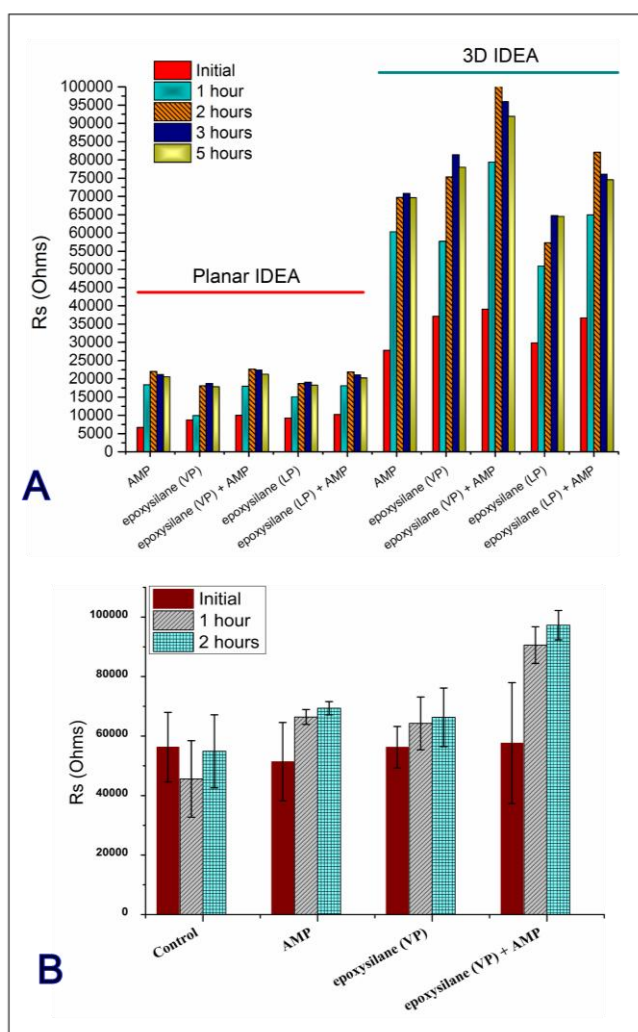 3D IDEA
Initial
1 hour
2 hours
3 hours
5 hours
100000
95000
90000
85000
80000
75000
70000
65000
60000
55000
50000
45000
40000
35000
30000
25000
20000
15000
10000
5000
0
Rs (Ohms)
Planar IDEA
AMP
epoxysilane (VP)
epoxysilane (VP) + AMP
epoxysilane (LP)
epoxysilane (LP) + AMP
AMP
epoxysilane (VP)
epoxysilane (VP) + AMP
epoxysilane (LP)
epoxysilane (LP) + AMP
A
Initial
1 hour
2 hours
100000
80000
60000
40000
20000
0
Rs (Ohms)
Control
AMP
epoxysilane (VP)
epoxysilane (VP) + AMP
B